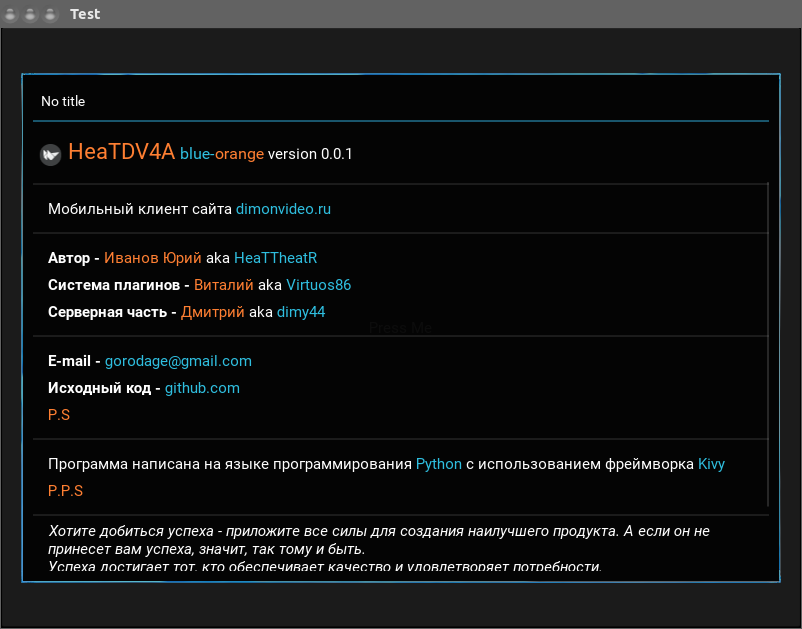 Test
No title
HeaTDV4A blue-orange version 0.0.1
Мобильный клиент сайта dimonvideo.ru
Автор - Иванов Юрий aka HeaTTheatR
Система плагинов - Виталий aka Virtuos86
Серверная часть - Дмитрий aka dimy44
Press Me
E-mail - gorodage@gmail.com
Исходный код - github.com
P.S
Программа написана на языке программирования Python с использованием фреймворка Kivy
P.P.S
Хотите добиться успеха - приложите все силы для создания наилучшего продукта. А если он не
принесет вам успеха, значит, так тому и быть.
Успеха достигает тот, кто обеспечивает качество и удовлетворяет потребности.